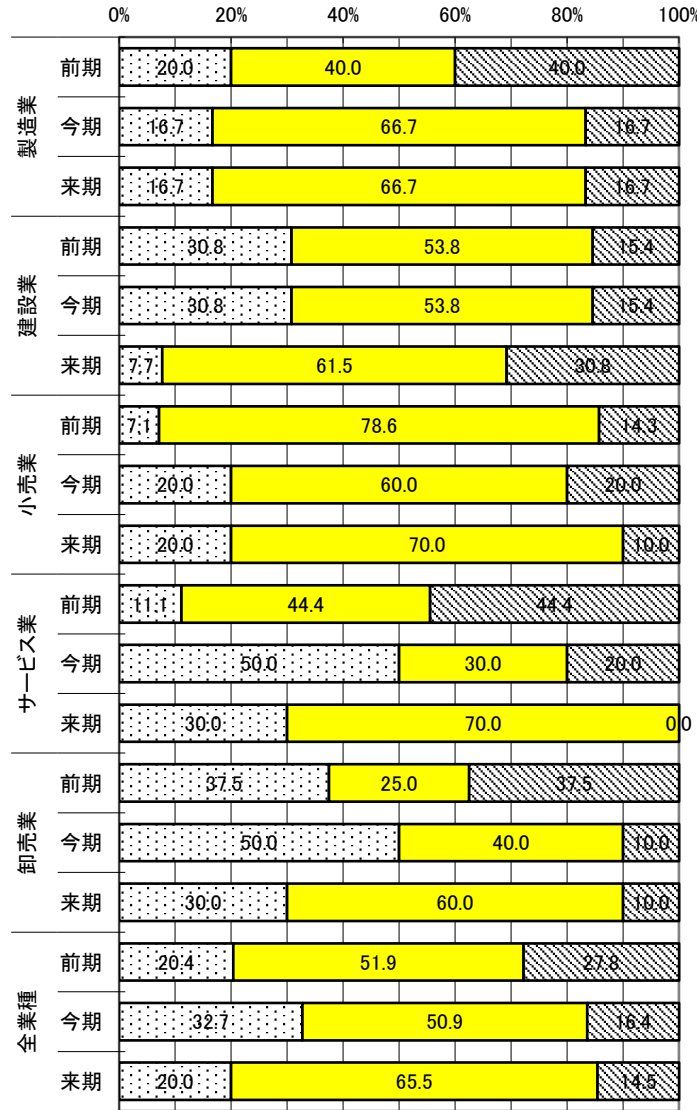 0% 20% 40% 60% 80% 100%
製造業
前期 20.0 40.0 40.0
今期 16.7 66.7 16.7
来期 16.7 66.7 16.7
建設業
前期 30.8 53.8 15.4
今期 30.8 53.8 15.4
来期 7.7 61.5 30.8
小売業
前期 7.1 78.6 14.3
今期 20.0 60.0 20.0
来期 20.0 70.0 10.0
サービス業
前期 11.1 44.4 44.4
今期 50.0 30.0 20.0
来期 30.0 70.0 0.0
卸売業
前期 37.5 25.0 37.5
今期 50.0 40.0 10.0
来期 30.0 60.0 10.0
全業種
前期 20.4 51.9 27.8
今期 32.7 50.9 16.4
来期 20.0 65.5 14.5